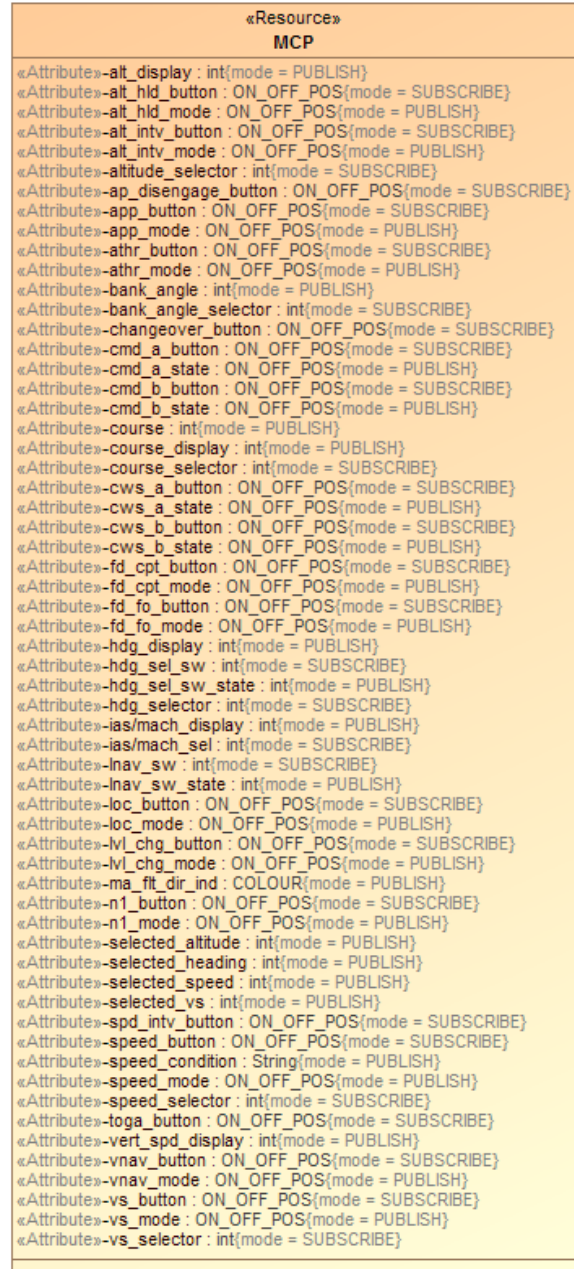 «Resource»
MCP
«Attribute»-alt_display : int{mode = PUBLISH}
«Attribute»-alt_hld_button : ON_OFF_POS{mode = SUBSCRIBE}
«Attribute»-alt_hld_mode : ON_OFF_POS{mode = PUBLISH}
«Attribute»-alt_intv_button : ON_OFF_POS{mode = SUBSCRIBE}
«Attribute»-alt_intv_mode : ON_OFF_POS{mode = PUBLISH}
«Attribute»-altitude_selector : int{mode = SUBSCRIBE}
«Attribute»-ap_disengage_button : ON_OFF_POS{mode = SUBSCRIBE}
«Attribute»-app_button : ON_OFF_POS{mode = SUBSCRIBE}
«Attribute»-app_mode : ON_OFF_POS{mode = PUBLISH}
«Attribute»-athr_button : ON_OFF_POS{mode = SUBSCRIBE}
«Attribute»-athr_mode : ON_OFF_POS{mode = PUBLISH}
«Attribute»-bank_angle : int{mode = PUBLISH}
«Attribute»-bank_angle_selector : int{mode = SUBSCRIBE}
«Attribute»-changeover_button : ON_OFF_POS{mode = SUBSCRIBE}
«Attribute»-cmd_a_button : ON_OFF_POS{mode = SUBSCRIBE}
«Attribute»-cmd_a_state : ON_OFF_POS{mode = PUBLISH}
«Attribute»-cmd_b_button : ON_OFF_POS{mode = SUBSCRIBE}
«Attribute»-cmd_b_state : ON_OFF_POS{mode = PUBLISH}
«Attribute»-course : int{mode = PUBLISH}
«Attribute»-course_display : int{mode = PUBLISH}
«Attribute»-course_selector : int{mode = SUBSCRIBE}
«Attribute»-cws_a_button : ON_OFF_POS{mode = SUBSCRIBE}
«Attribute»-cws_a_state : ON_OFF_POS{mode = PUBLISH}
«Attribute»-cws_b_button : ON_OFF_POS{mode = SUBSCRIBE}
«Attribute»-cws_b_state : ON_OFF_POS{mode = PUBLISH}
«Attribute»-fd_cpt_button : ON_OFF_POS{mode = SUBSCRIBE}
«Attribute»-fd_cpt_mode : ON_OFF_POS{mode = PUBLISH}
«Attribute»-fd_fo_button : ON_OFF_POS{mode = SUBSCRIBE}
«Attribute»-fd_fo_mode : ON_OFF_POS{mode = PUBLISH}
«Attribute»-hdg_display : int{mode = PUBLISH}
«Attribute»-hdg_sel_sw : int{mode = SUBSCRIBE}
«Attribute»-hdg_sel_sw_state : int{mode = PUBLISH}
«Attribute»-hdg_selector : int{mode = SUBSCRIBE}
«Attribute»-ias/mach_display : int{mode = PUBLISH}
«Attribute»-ias/mach_sel : int{mode = SUBSCRIBE}
«Attribute»-lnav_sw : int{mode = SUBSCRIBE}
«Attribute»-lnav_sw_state : int{mode = PUBLISH}
«Attribute»-loc_button : ON_OFF_POS{mode = SUBSCRIBE}
«Attribute»-loc_mode : ON_OFF_POS{mode = PUBLISH}
«Attribute»-lvl_chg_button : ON_OFF_POS{mode = SUBSCRIBE}
«Attribute»-lvl_chg_mode : ON_OFF_POS{mode = PUBLISH}
«Attribute»-ma_flt_dir_ind : COLOUR{mode = PUBLISH}
«Attribute»-n1_button : ON_OFF_POS{mode = SUBSCRIBE}
«Attribute»-n1_mode : ON_OFF_POS{mode = PUBLISH}
«Attribute»-selected_altitude : int{mode = PUBLISH}
«Attribute»-selected_heading : int{mode = PUBLISH}
«Attribute»-selected_speed : int{mode = PUBLISH}
«Attribute»-selected_vs : int{mode = PUBLISH}
«Attribute»-spd_intv_button : ON_OFF_POS{mode = SUBSCRIBE}
«Attribute»-speed_button : ON_OFF_POS{mode = SUBSCRIBE}
«Attribute»-speed_condition : String{mode = PUBLISH}
«Attribute»-speed_mode : ON_OFF_POS{mode = PUBLISH}
«Attribute»-speed_selector : int{mode = SUBSCRIBE}
«Attribute»-toga_button : ON_OFF_POS{mode = SUBSCRIBE}
«Attribute»-vert_spd_display : int{mode = PUBLISH}
«Attribute»-vnav_button : ON_OFF_POS{mode = SUBSCRIBE}
«Attribute»-vnav_mode : ON_OFF_POS{mode = PUBLISH}
«Attribute»-vs_button : ON_OFF_POS{mode = SUBSCRIBE}
«Attribute»-vs_mode : ON_OFF_POS{mode = PUBLISH}
«Attribute»-vs_selector : int{mode = SUBSCRIBE}